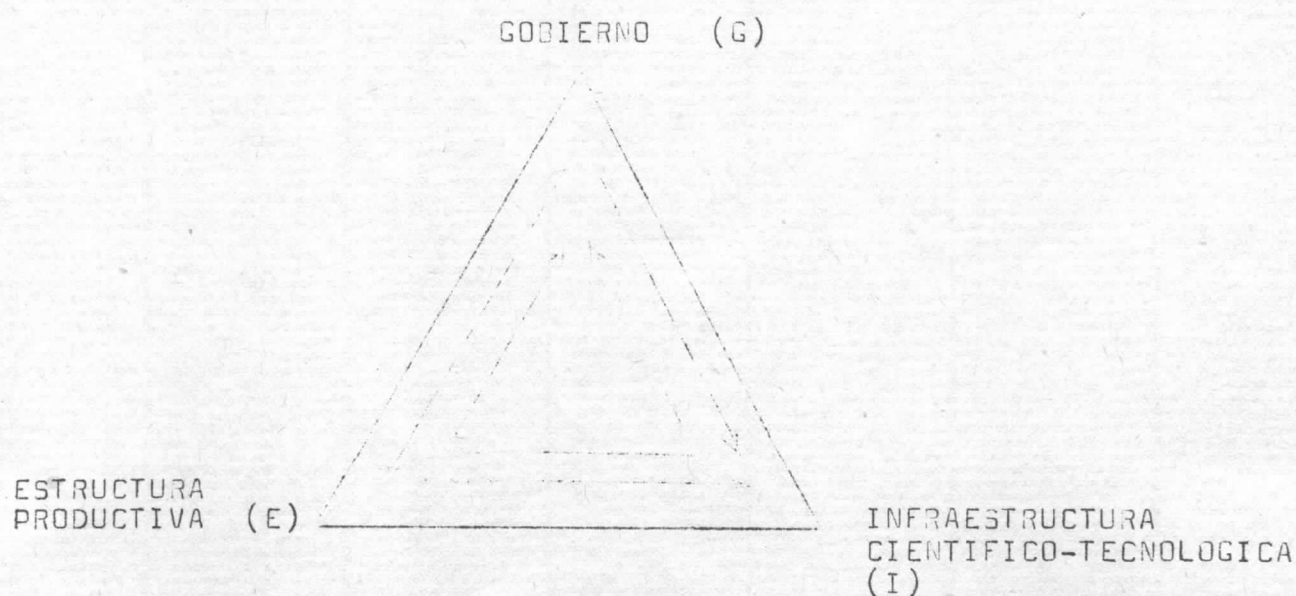 GOBIERNO (G)
ESTRUCTURA
PRODUCTIVA (E)
INFRAESTRUCTURA
CIENTIFICO-TECNOLOGICA
(I)